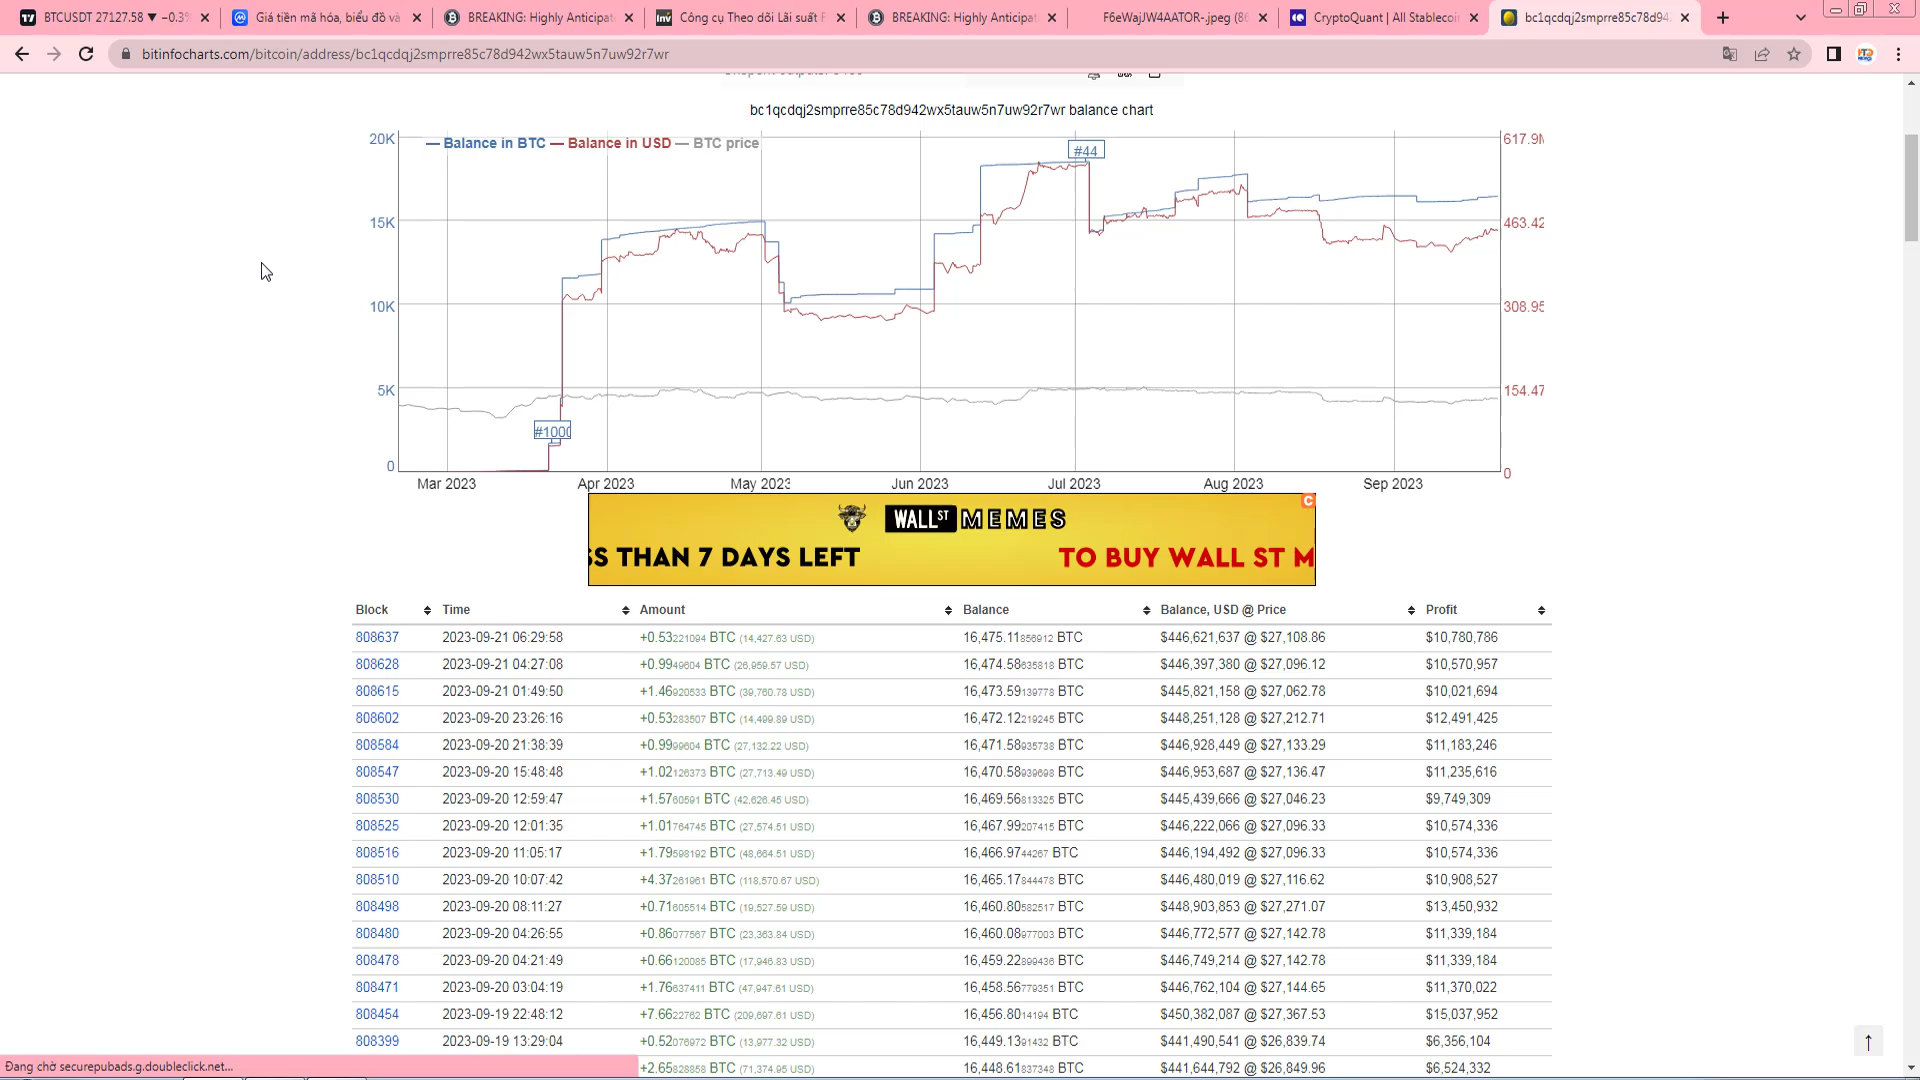 BTCUSDT 27127.58 ▼ −0.3%
Giá tiền mã hóa, biểu đồ và
BREAKING: Highly Anticipat
Công cụ Theo dõi Lãi suất F
BREAKING: Highly Anticipat
F6eWajJW4AATOR-.jpeg (86
CryptoQuant | All Stablecoin
bc1qcdqj2smprre85c78d942
bitinfocharts.com/bitcoin/address/bc1qcdqj2smprre85c78d942wx5tauw5n7uw92r7wr
bc1qcdqj2smprre85c78d942wx5tauw5n7uw92r7wr balance chart
Balance in BTC Balance in USD BTC price
20K
15K
10K
5K
0
617.9M
463.42
308.95
154.47
0
#44
#1000
Mar 2023 Apr 2023 May 2023 Jun 2023 Jul 2023 Aug 2023 Sep 2023
WALL ST MEMES
SS THAN 7 DAYS LEFT TO BUY WALL ST M
Block Time Amount Balance Balance, USD @ Price Profit
808637 2023-09-21 06:29:58 +0.53221094 BTC (14,427.63 USD) 16,475.11856912 BTC $446,621,637 @ $27,108.86 $10,780,786
808628 2023-09-21 04:27:08 +0.9949604 BTC (26,959.57 USD) 16,474.58635818 BTC $446,397,380 @ $27,096.12 $10,570,957
808615 2023-09-21 01:49:50 +1.46920533 BTC (39,760.78 USD) 16,473.59139778 BTC $445,821,158 @ $27,062.78 $10,021,694
808602 2023-09-20 23:26:16 +0.53283507 BTC (14,499.89 USD) 16,472.12219245 BTC $448,251,128 @ $27,212.71 $12,491,425
808584 2023-09-20 21:38:39 +0.9999604 BTC (27,132.22 USD) 16,471.58935738 BTC $446,928,449 @ $27,133.29 $11,183,246
808547 2023-09-20 15:48:48 +1.02126373 BTC (27,713.49 USD) 16,470.58939698 BTC $446,953,687 @ $27,136.47 $11,235,616
808530 2023-09-20 12:59:47 +1.5760591 BTC (42,626.45 USD) 16,469.56813325 BTC $445,439,666 @ $27,046.23 $9,749,309
808525 2023-09-20 12:01:35 +1.01764745 BTC (27,574.51 USD) 16,467.99207415 BTC $446,222,066 @ $27,096.33 $10,574,336
808516 2023-09-20 11:05:17 +1.79598192 BTC (48,664.51 USD) 16,466.9744267 BTC $446,194,492 @ $27,096.33 $10,574,336
808510 2023-09-20 10:07:42 +4.37261961 BTC (118,570.67 USD) 16,465.17844478 BTC $446,480,019 @ $27,116.62 $10,908,527
808498 2023-09-20 08:11:27 +0.71605514 BTC (19,527.59 USD) 16,460.80582517 BTC $448,903,853 @ $27,271.07 $13,450,932
808480 2023-09-20 04:26:55 +0.86077567 BTC (23,363.84 USD) 16,460.08977003 BTC $446,772,577 @ $27,142.78 $11,339,184
808478 2023-09-20 04:21:49 +0.66120085 BTC (17,946.83 USD) 16,459.22899436 BTC $446,749,214 @ $27,142.78 $11,339,184
808471 2023-09-20 03:04:19 +1.76637411 BTC (47,947.61 USD) 16,458.56779351 BTC $446,762,104 @ $27,144.65 $11,370,022
808454 2023-09-19 22:48:12 +7.6622762 BTC (209,697.61 USD) 16,456.8014194 BTC $450,382,087 @ $27,367.53 $15,037,952
808399 2023-09-19 13:29:04 +0.52076972 BTC (13,977.32 USD) 16,449.1391432 BTC $441,490,541 @ $26,839.74 $6,356,104
+2.65828858 BTC (71,374.95 USD) 16,448.61837348 BTC $441,644,792 @ $26,849.96 $6,524,332
Đang chờ securepubads.g.doubleclick.net...